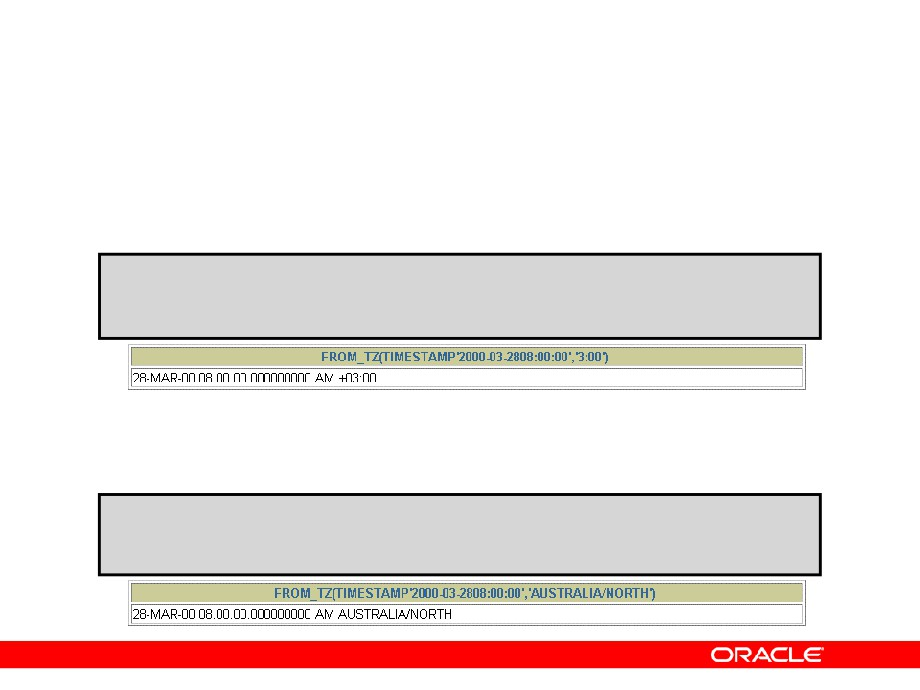 FROM_TZ(TIMESTAMP'2000-03-2808:00:00','3:00')
28-MAR-00 08.00.00.000000000 AM +03:00
FROM_TZ(TIMESTAMP'2000-03-2808:00:00','AUSTRALIA/NORTH')
28-MAR-00 08.00.00.000000000 AM AUSTRALIA/NORTH
ORACLE